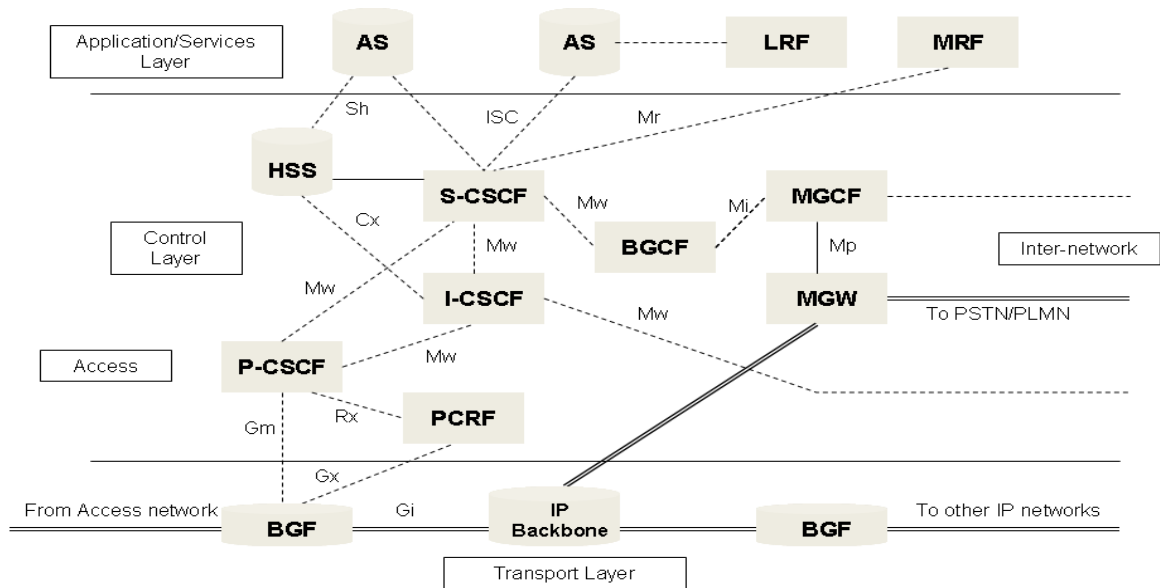 AS
AS
LRF
MRF
Application/Services
Layer
Sh
ISC
Mr
HSS
S-CSCF
Mw
MGCF
Cx
Mi
Control
Layer
Mw
BGCF
Mp
Inter-network
Mw
I-CSCF
Mw
MGW
To PSTN/PLMN
Access
P-CSCF
Mw
Rx
PCRF
Gm
Gx
From Access network
BGF
Gi
IP
Backbone
BGF
To other IP networks
Transport Layer